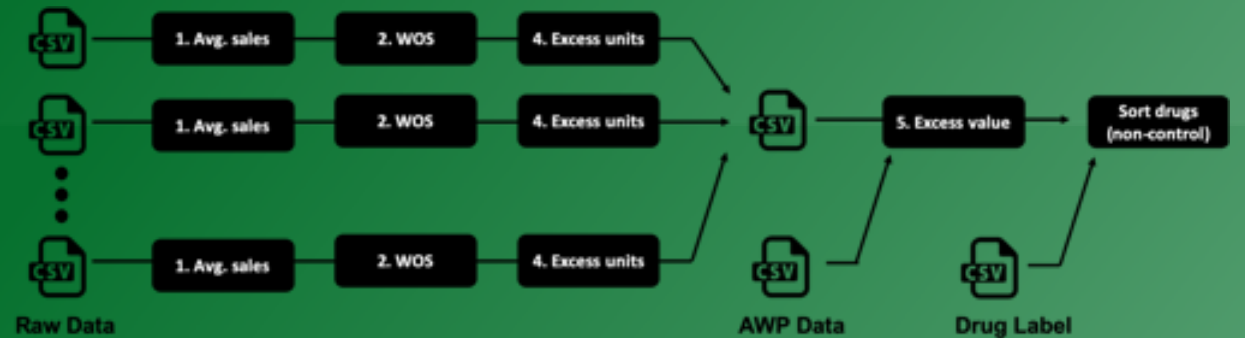 CSV
1. Avg. sales
2. WOS
4. Excess units
CSV
1. Avg. sales
2. WOS
4. Excess units
CSV
5. Excess value
Sort drugs
(non-control)
CSV
1. Avg. sales
2. WOS
4. Excess units
CSV
CSV
Raw Data
AWP Data
Drug Label